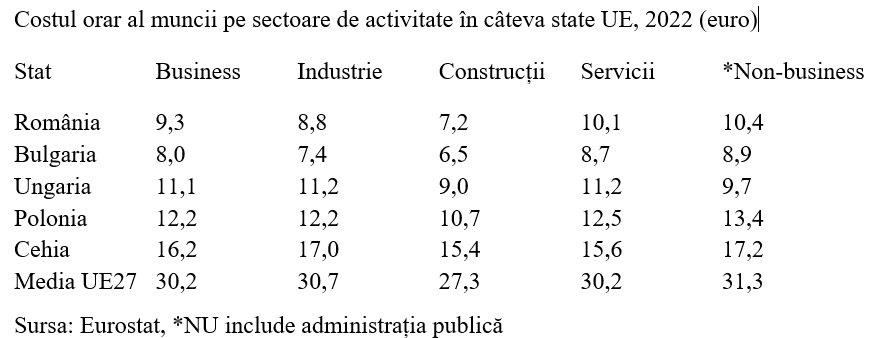 Costul orar al muncii pe sectoare de activitate în câteva state UE, 2022 (euro)
Stat Business Industrie Construcții Servicii *Non-business
România 9,3 8,8 7,2 10,1 10,4
Bulgaria 8,0 7,4 6,5 8,7 8,9
Ungaria 11,1 11,2 9,0 11,2 9,7
Polonia 12,2 12,2 10,7 12,5 13,4
Cehia 16,2 17,0 15,4 15,6 17,2
Media UE27 30,2 30,7 27,3 30,2 31,3
Sursa: Eurostat, *NU include administrația publică